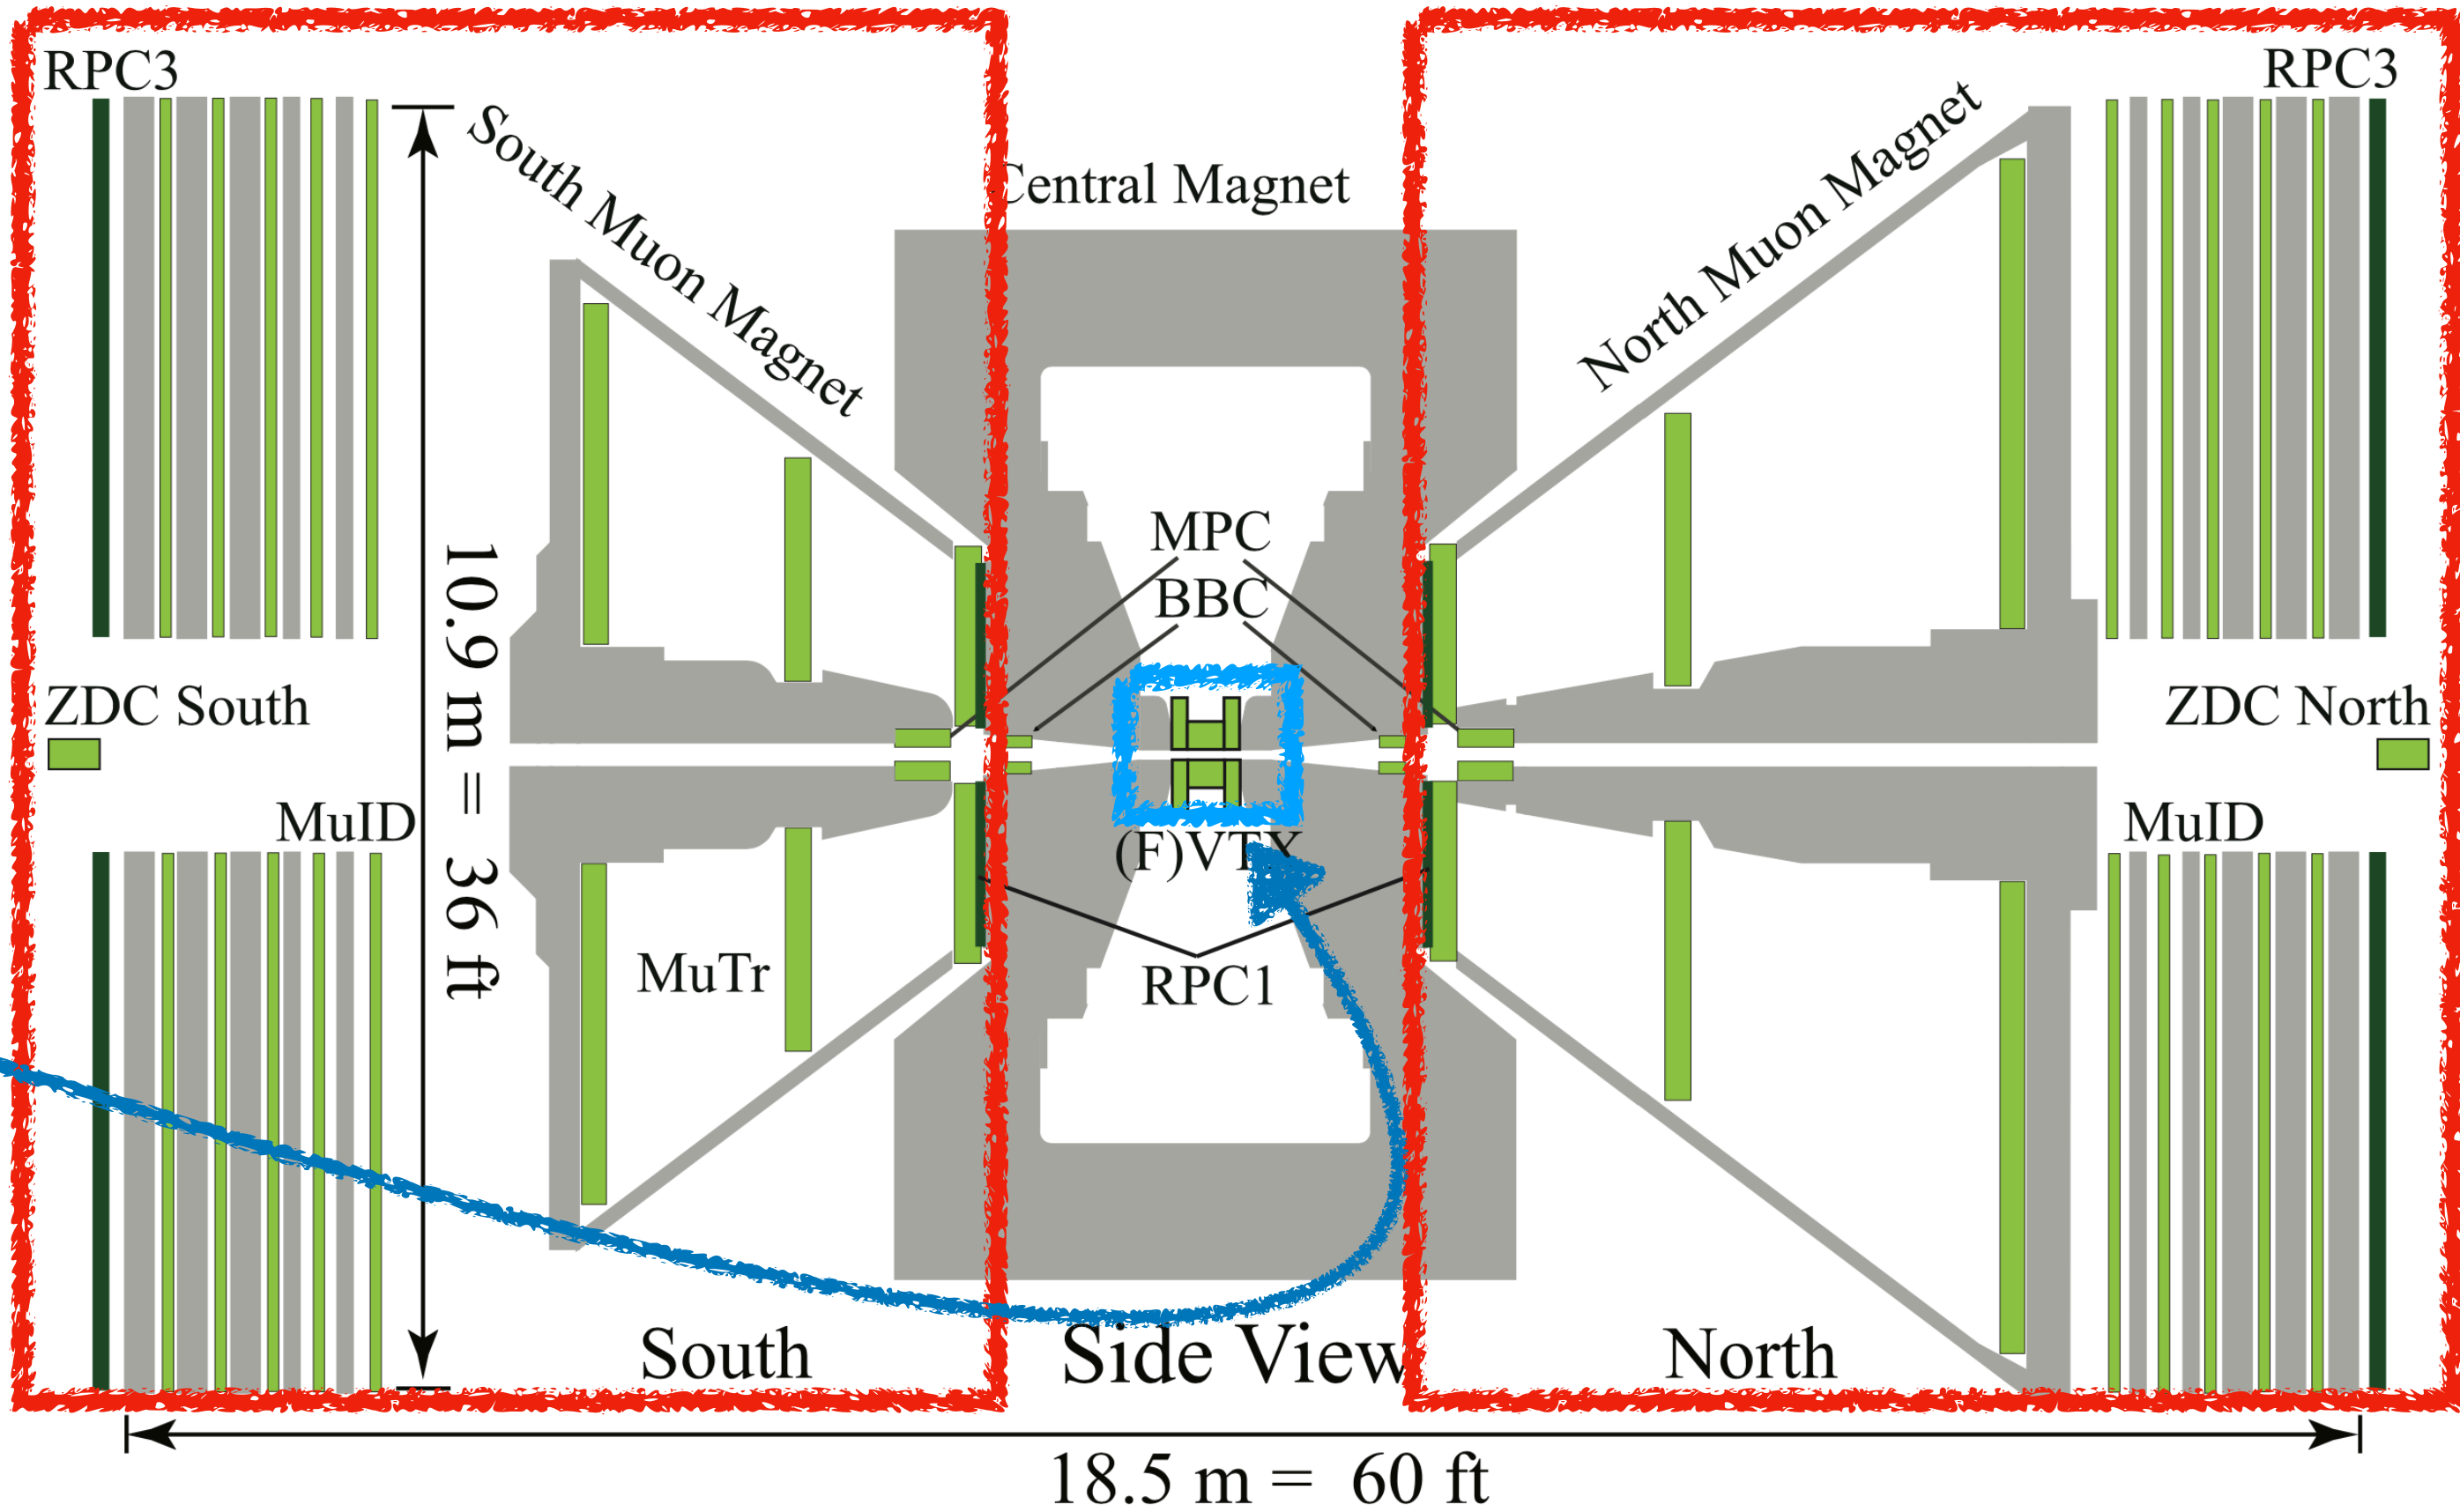 RPC3
RPC3
South Muon Magnet
Central Magnet
North Muon Magnet
MPC
BBC
10.9 m = 36 ft
ZDC South
ZDC North
MuID
MuID
(F)VTX
MuTr
RPC1
South
Side View
North
18.5 m = 60 ft